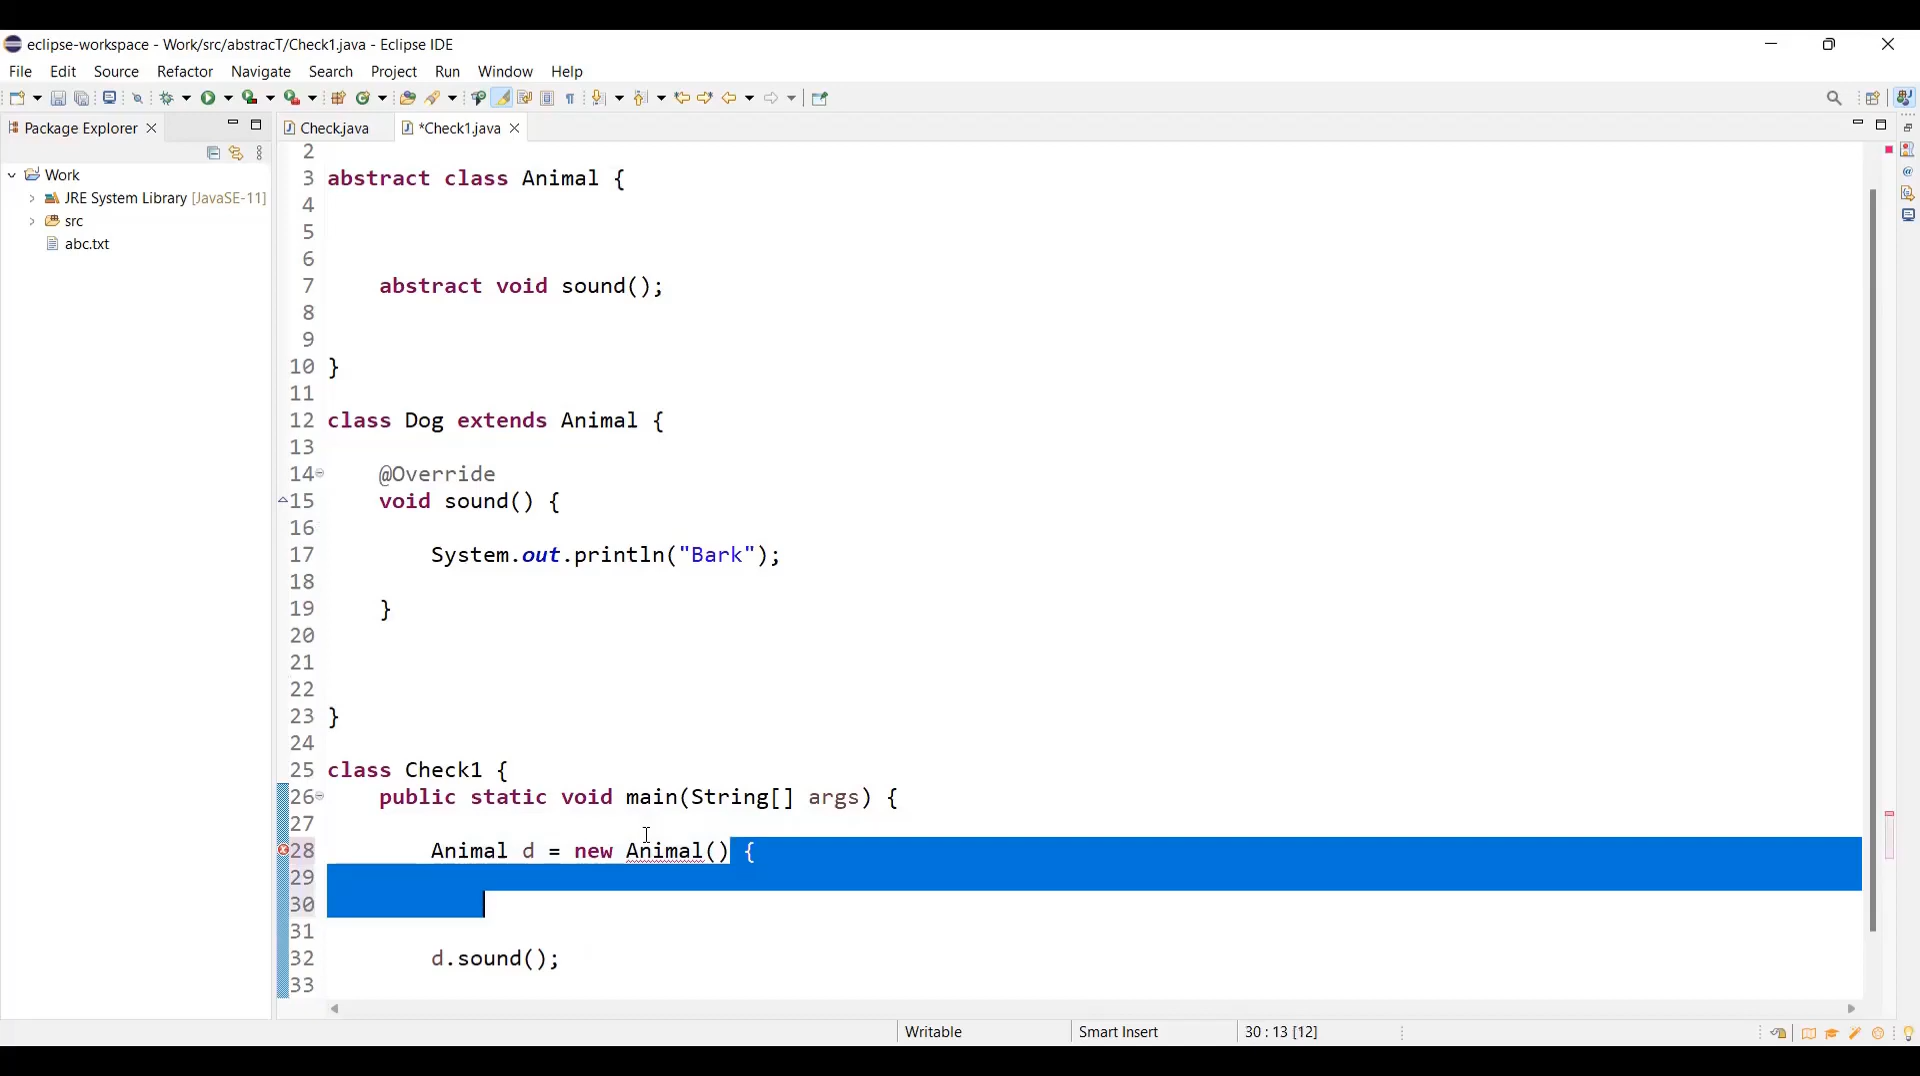 eclipse-workspace - Work/src/abstracT/Check1.java - Eclipse IDE
File Edit Source Refactor Navigate Search Project Run Window Help
Package Explorer
Check.java
*Check1.java
Work
JRE System Library [JavaSE-11]
src
abc.txt
2
3 abstract class Animal {
4
5
6
7 abstract void sound();
8
9
10 }
11
12 class Dog extends Animal {
13
14 @Override
15 void sound() {
16
17 System.out.println("Bark");
18
19 }
20
21
22
23 }
24
25 class Check1 {
26 public static void main(String[] args) {
27
28 Animal d = new Animal() {
29
30
31
32 d.sound();
33
Writable Smart Insert 30 : 13 [12]